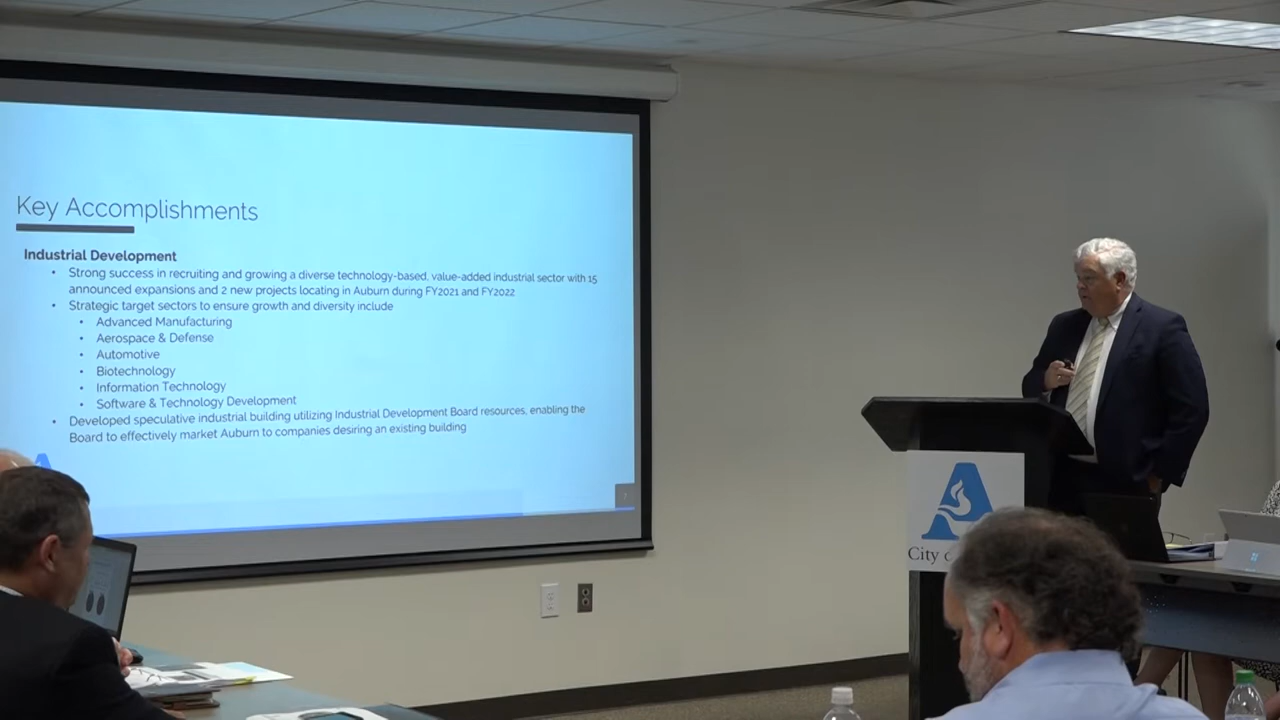 Key Accomplishments
Industrial Development
• Strong success in recruiting and growing a diverse technology-based, value-added industrial sector with 15
announced expansions and 2 new projects locating in Auburn during FY2021 and FY2022
• Strategic target sectors to ensure growth and diversity include
• Advanced Manufacturing
• Aerospace & Defense
• Automotive
• Biotechnology
• Information Technology
• Software & Technology Development
• Developed speculative industrial building utilizing Industrial Development Board resources, enabling the
Board to effectively market Auburn to companies desiring an existing building
City